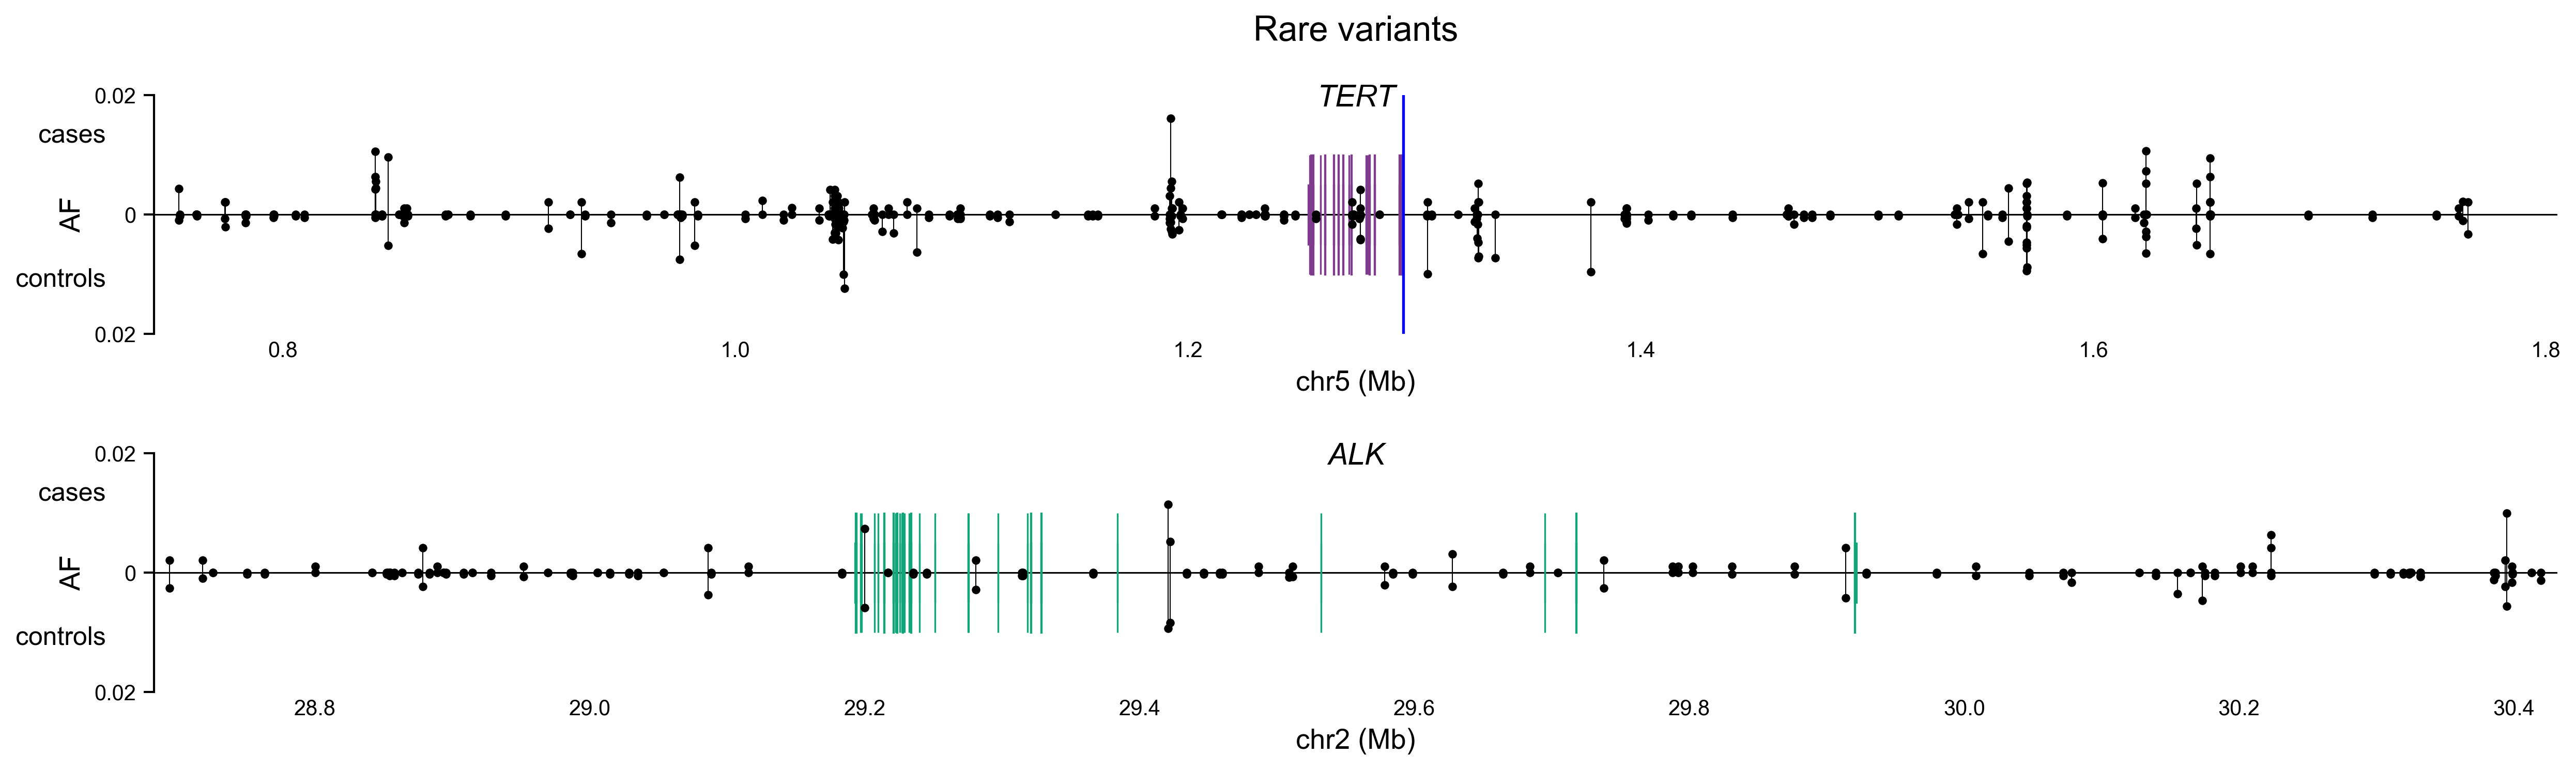 Rare variants
TERT
0.02
cases
AF
0
controls
0.02
0.8 1.0 1.2 1.4 1.6 1.8
chr5 (Mb)
ALK
0.02
cases
AF
0
controls
0.02
28.8 29.0 29.2 29.4 29.6 29.8 30.0 30.2 30.4
chr2 (Mb)